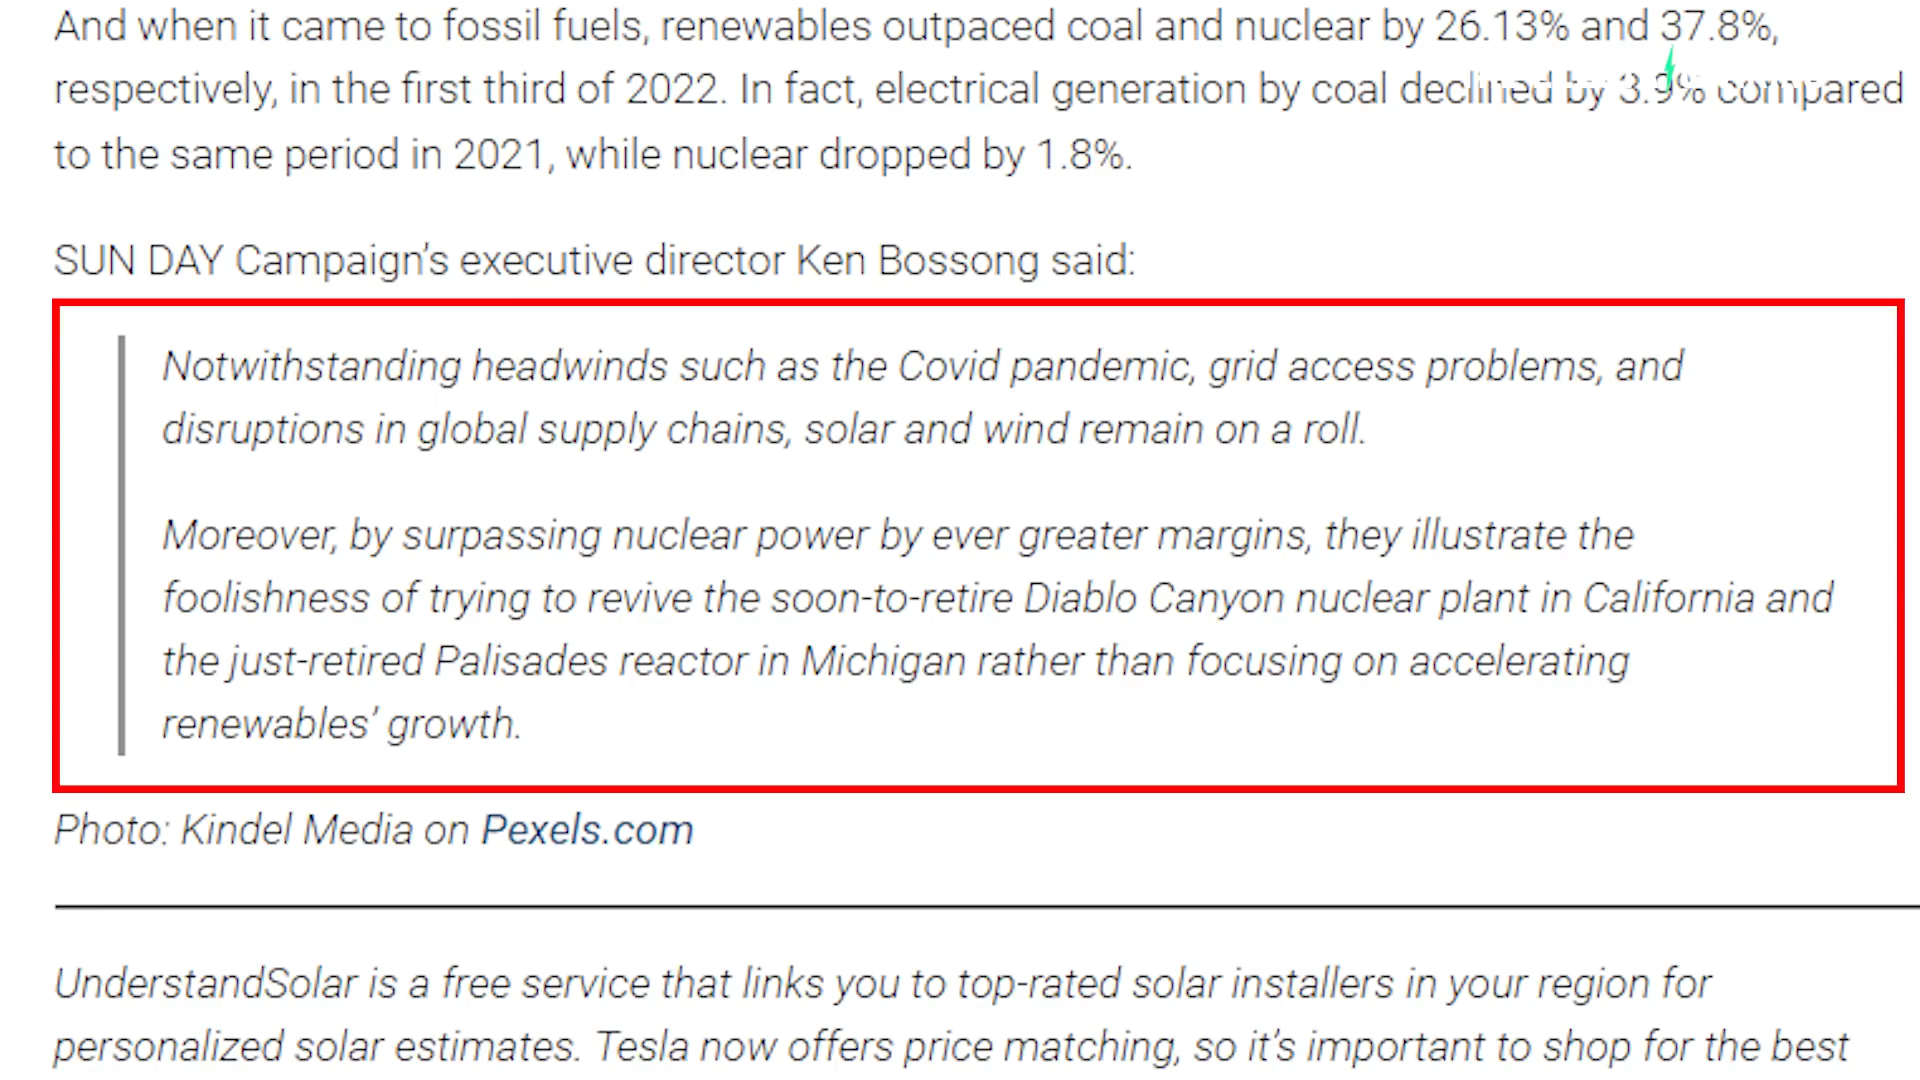 And when it came to fossil fuels, renewables outpaced coal and nuclear by 26.13% and 37.8%,
respectively, in the first third of 2022. In fact, electrical generation by coal declined by 3.9% compared
to the same period in 2021, while nuclear dropped by 1.8%.
SUN DAY Campaign's executive director Ken Bossong said:
Notwithstanding headwinds such as the Covid pandemic, grid access problems, and
disruptions in global supply chains, solar and wind remain on a roll.
Moreover, by surpassing nuclear power by ever greater margins, they illustrate the
foolishness of trying to revive the soon-to-retire Diablo Canyon nuclear plant in California and
the just-retired Palisades reactor in Michigan rather than focusing on accelerating
renewables' growth.
Photo: Kindel Media on Pexels.com
UnderstandSolar is a free service that links you to top-rated solar installers in your region for
personalized solar estimates. Tesla now offers price matching, so it's important to shop for the best